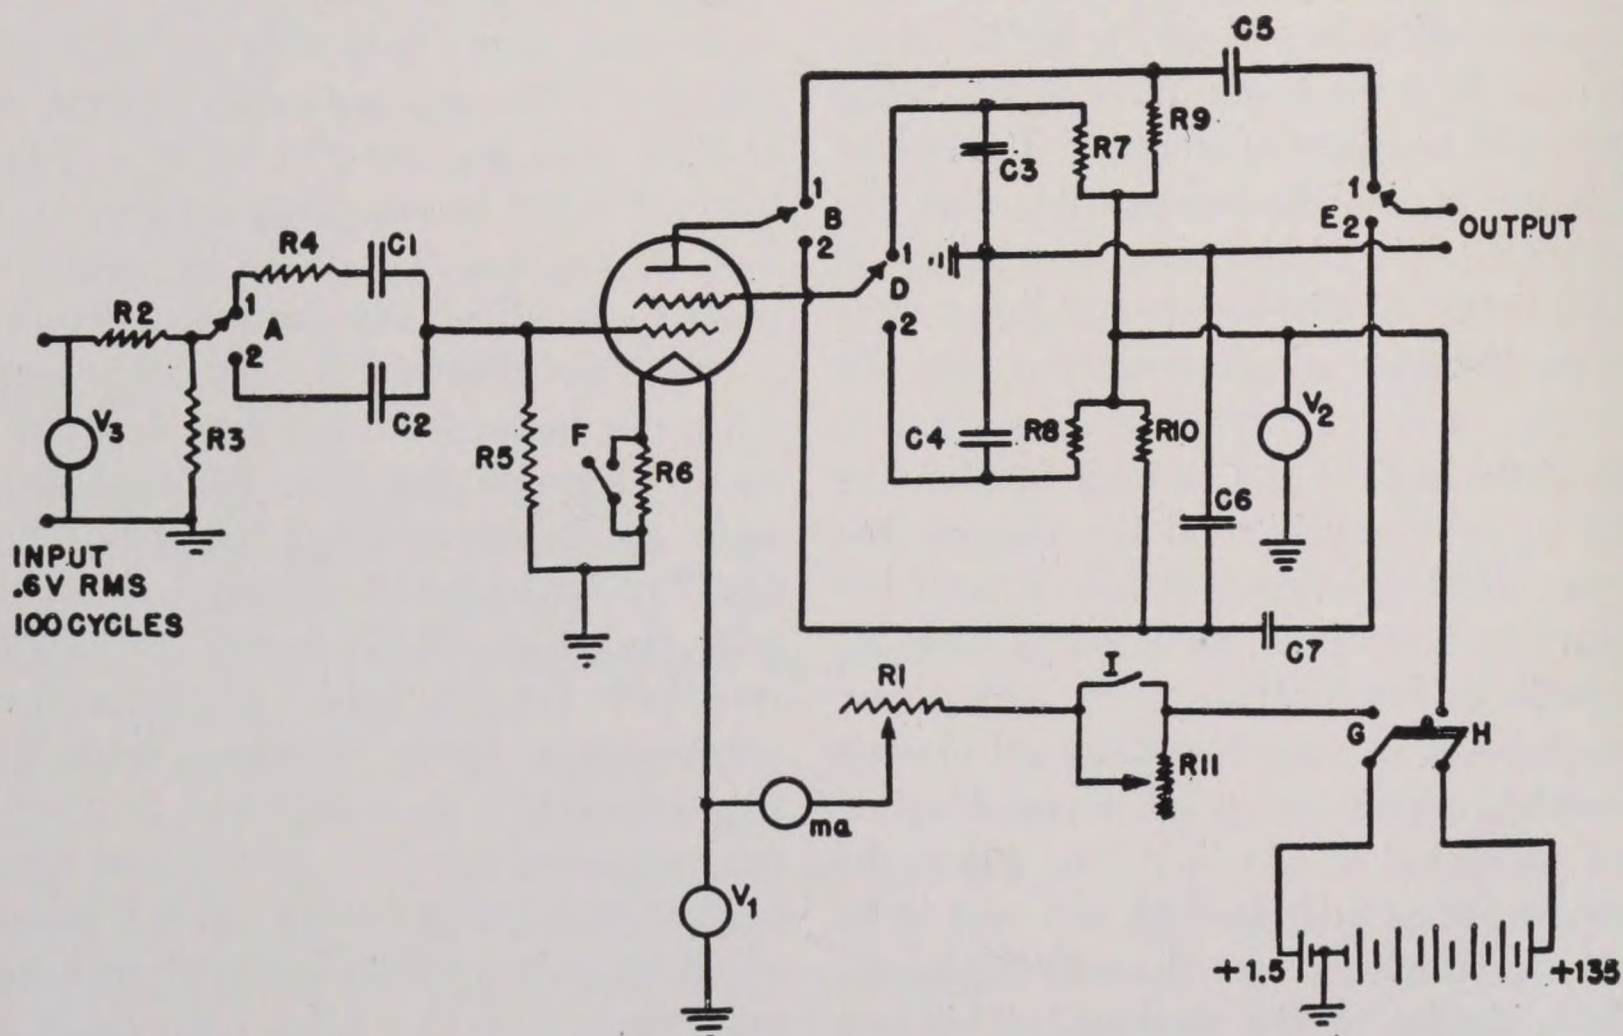 C5
R9
R7
C3
1
B
2
1
E2
OUTPUT
R4
C1
1
D
2
R2
1
A
2
C2
V3
R3
R5
F
R6
C4
R8
R10
V2
C6
INPUT
.6V RMS
100 CYCLES
C7
R1
I
G
H
R11
ma
V1
+1.5
+135